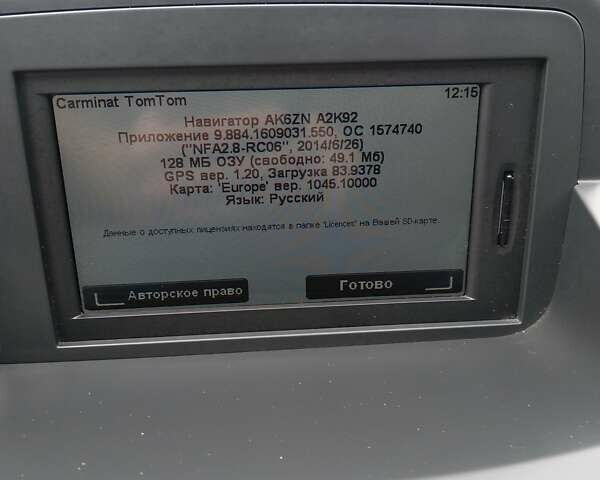 Carminat TomTom 12:15
Навигатор AK6ZN A2K92
Приложение 9.884.1609031.550, ОС 1574740
("NFA2.8-RC06", 2014/6/26)
128 МБ ОЗУ (свободно: 49.1 Мб)
GPS вер. 1.20, Загрузка 83.9378
Карта: 'Europe' вер. 1045.10000
Язык: Русский
Данные о доступных лицензиях находятся в папке 'Licences' на Вашей SD-карте.
Авторское право Готово